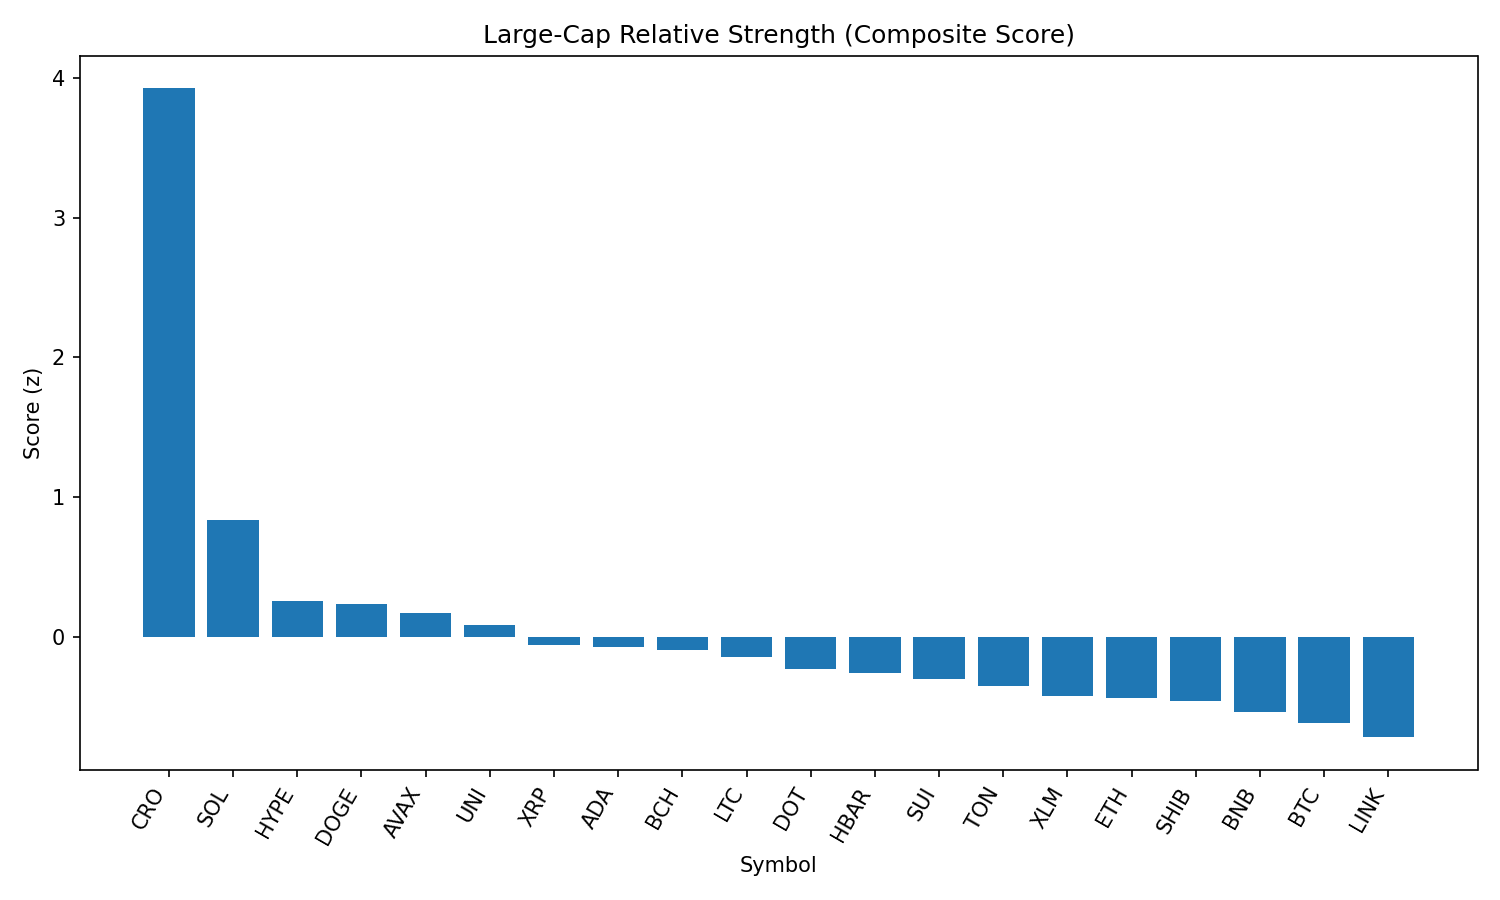 Large-Cap Relative Strength (Composite Score)
Score (z)
4
3
2
1
0
CRO
SOL
HYPE
DOGE
AVAX
UNI
XRP
ADA
BCH
LTC
DOT
HBAR
SUI
TON
XLM
ETH
SHIB
BNB
BTC
LINK
Symbol